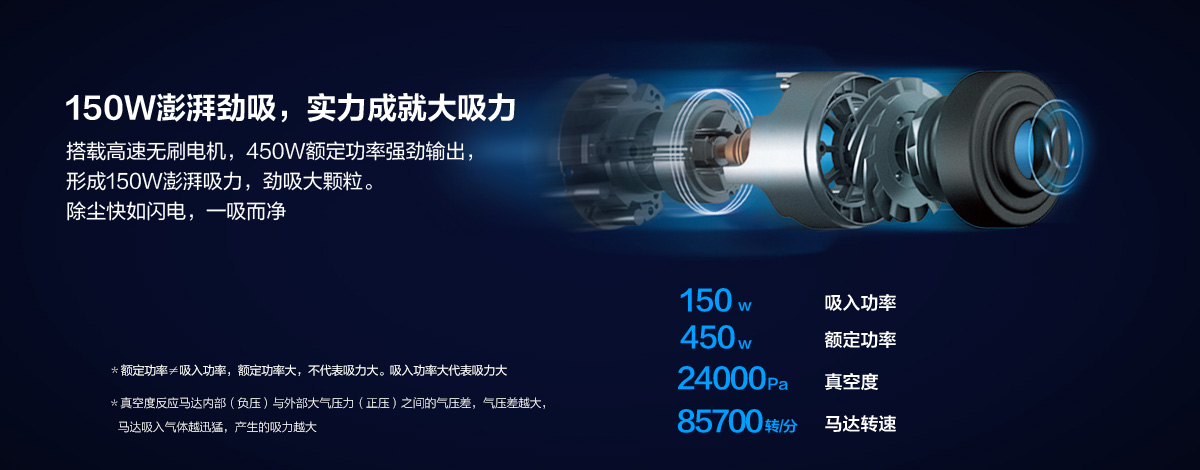 150W澎湃劲吸，实力成就大吸力
搭载高速无刷电机，450W额定功率强劲输出，
形成150W澎湃吸力，劲吸大颗粒。
除尘快如闪电，一吸而净
150 w 吸入功率
450 w 额定功率
24000 Pa 真空度
85700 转/分 马达转速
*额定功率≠吸入功率，额定功率大，不代表吸力大。吸入功率大代表吸力大
*真空度反应马达内部（负压）与外部大气压力（正压）之间的气压差，气压差越大，
马达吸入气体越迅猛，产生的吸力越大